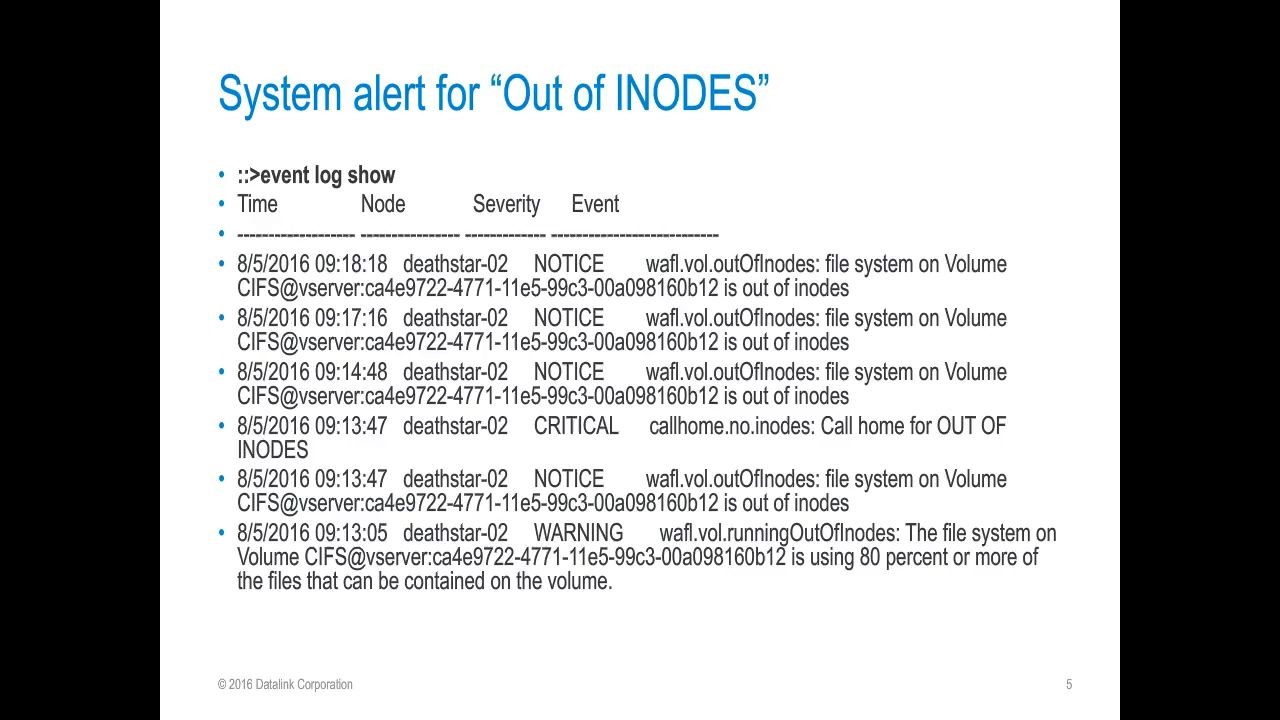 System alert for “Out of INODES”
• ::>event log show
• Time Node Severity Event
• ------------------- ---------------- ------------- ---------------------------
• 8/5/2016 09:18:18 deathstar-02 NOTICE wafl.vol.outOfInodes: file system on Volume
CIFS@vserver:ca4e9722-4771-11e5-99c3-00a098160b12 is out of inodes
• 8/5/2016 09:17:16 deathstar-02 NOTICE wafl.vol.outOfInodes: file system on Volume
CIFS@vserver:ca4e9722-4771-11e5-99c3-00a098160b12 is out of inodes
• 8/5/2016 09:14:48 deathstar-02 NOTICE wafl.vol.outOfInodes: file system on Volume
CIFS@vserver:ca4e9722-4771-11e5-99c3-00a098160b12 is out of inodes
• 8/5/2016 09:13:47 deathstar-02 CRITICAL callhome.no.inodes: Call home for OUT OF
INODES
• 8/5/2016 09:13:47 deathstar-02 NOTICE wafl.vol.outOfInodes: file system on Volume
CIFS@vserver:ca4e9722-4771-11e5-99c3-00a098160b12 is out of inodes
• 8/5/2016 09:13:05 deathstar-02 WARNING wafl.vol.runningOutOfInodes: The file system on
Volume CIFS@vserver:ca4e9722-4771-11e5-99c3-00a098160b12 is using 80 percent or more of
the files that can be contained on the volume.
© 2016 Datalink Corporation
5